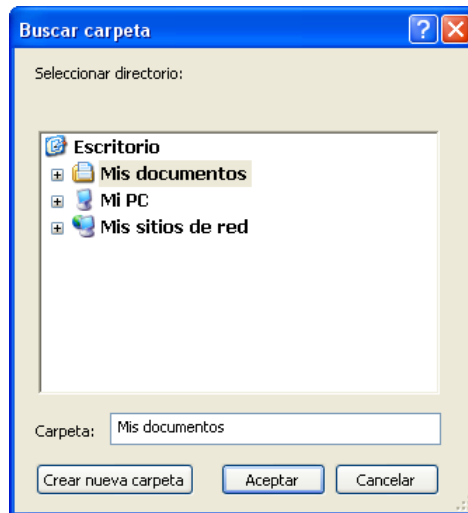 Buscar carpeta
Seleccionar directorio:
Escritorio
Mis documentos
Mi PC
Mis sitios de red
Carpeta: Mis documentos
Crear nueva carpeta Aceptar Cancelar